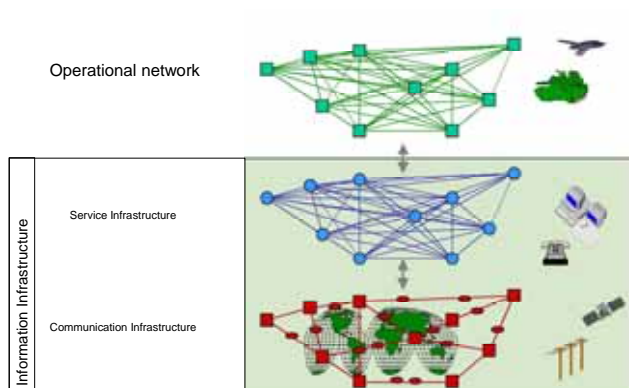 Operational network
Information Infrastructure
Service Infrastructure
Communication Infrastructure